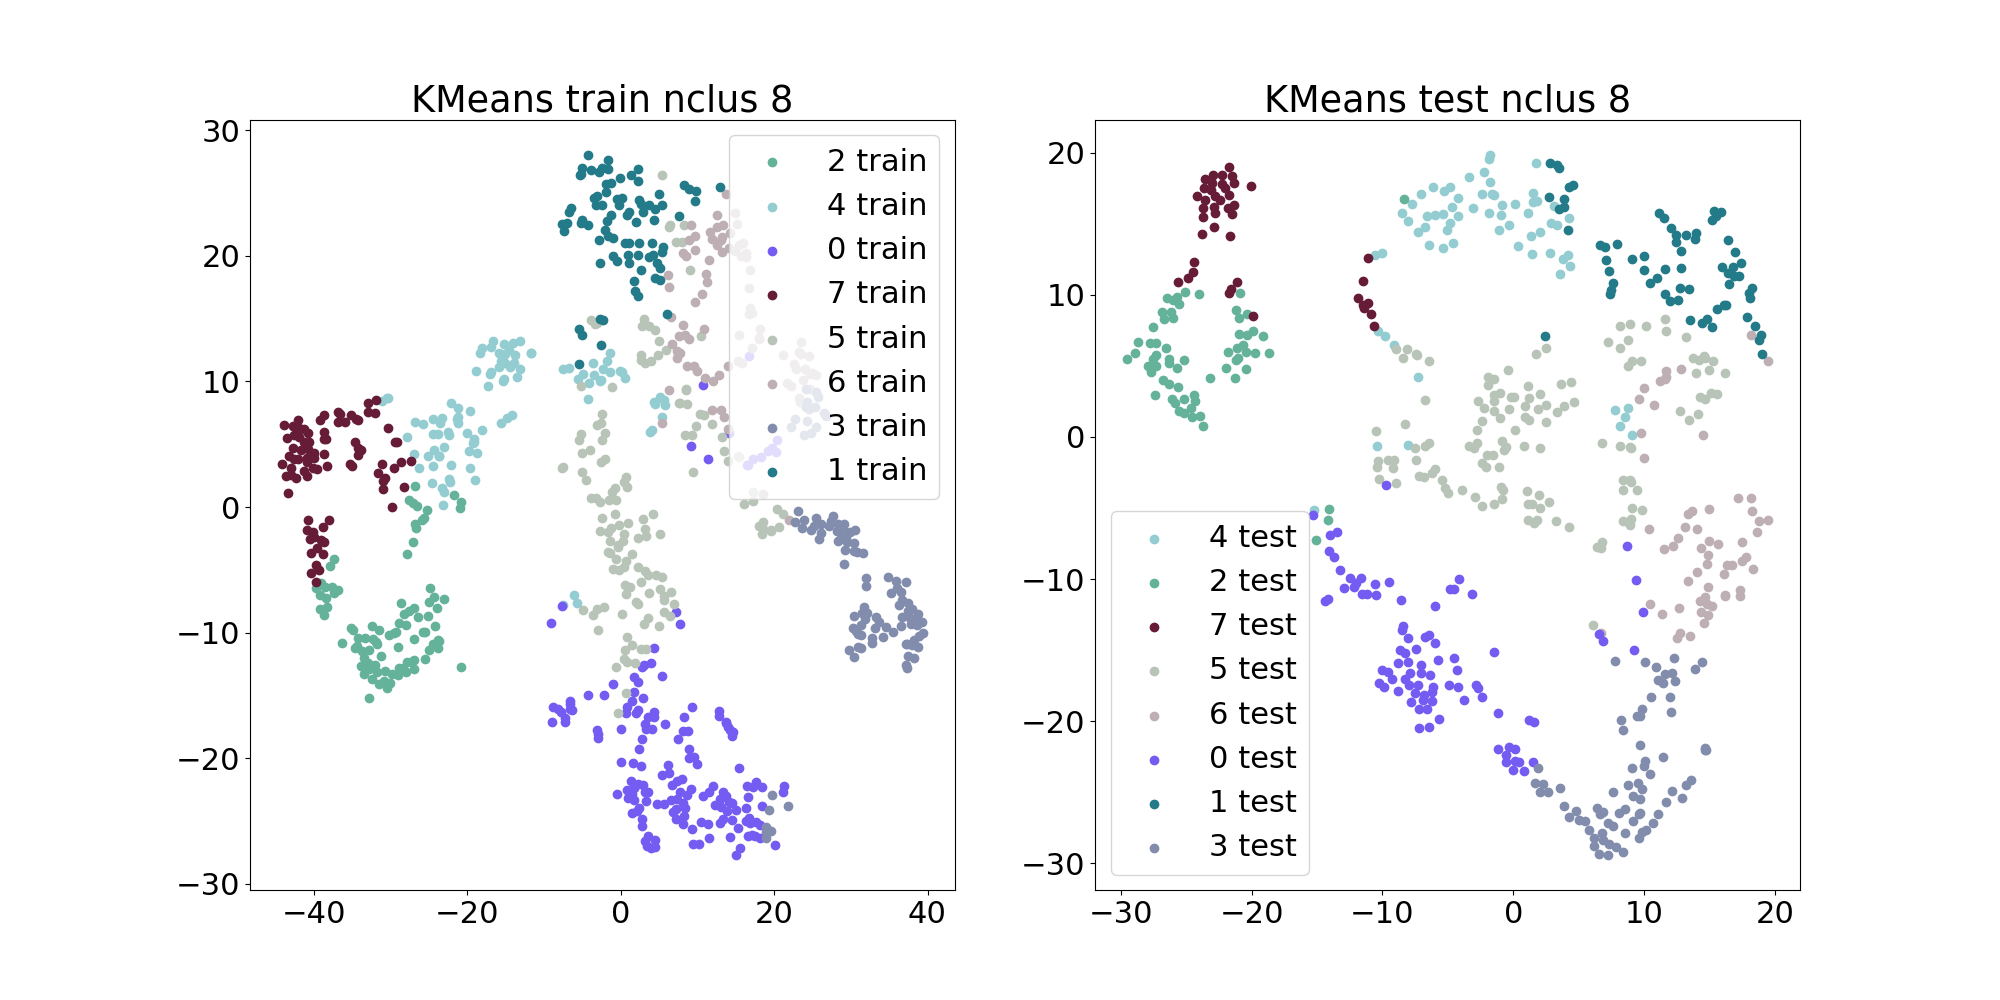 KMeans train nclus 8
30
20
10
0
−10
−20
−30
−40
−20
0
20
40
2 train
4 train
0 train
7 train
5 train
6 train
3 train
1 train
KMeans test nclus 8
20
10
0
−10
−20
−30
−30
−20
−10
0
10
20
4 test
2 test
7 test
5 test
6 test
0 test
1 test
3 test